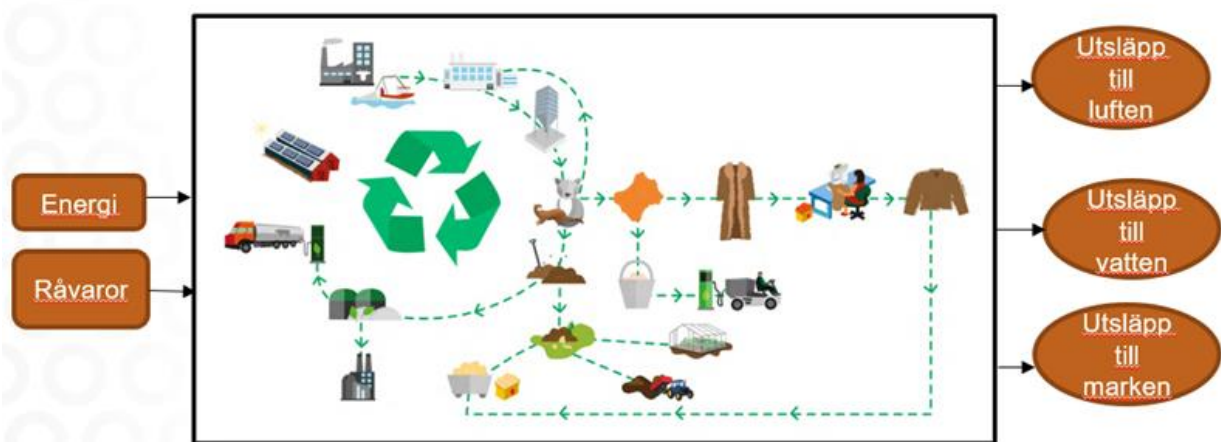 Energi
Råvaror
Utsläpp
till
luften
Utsläpp
till
vatten
Utsläpp
till
marken